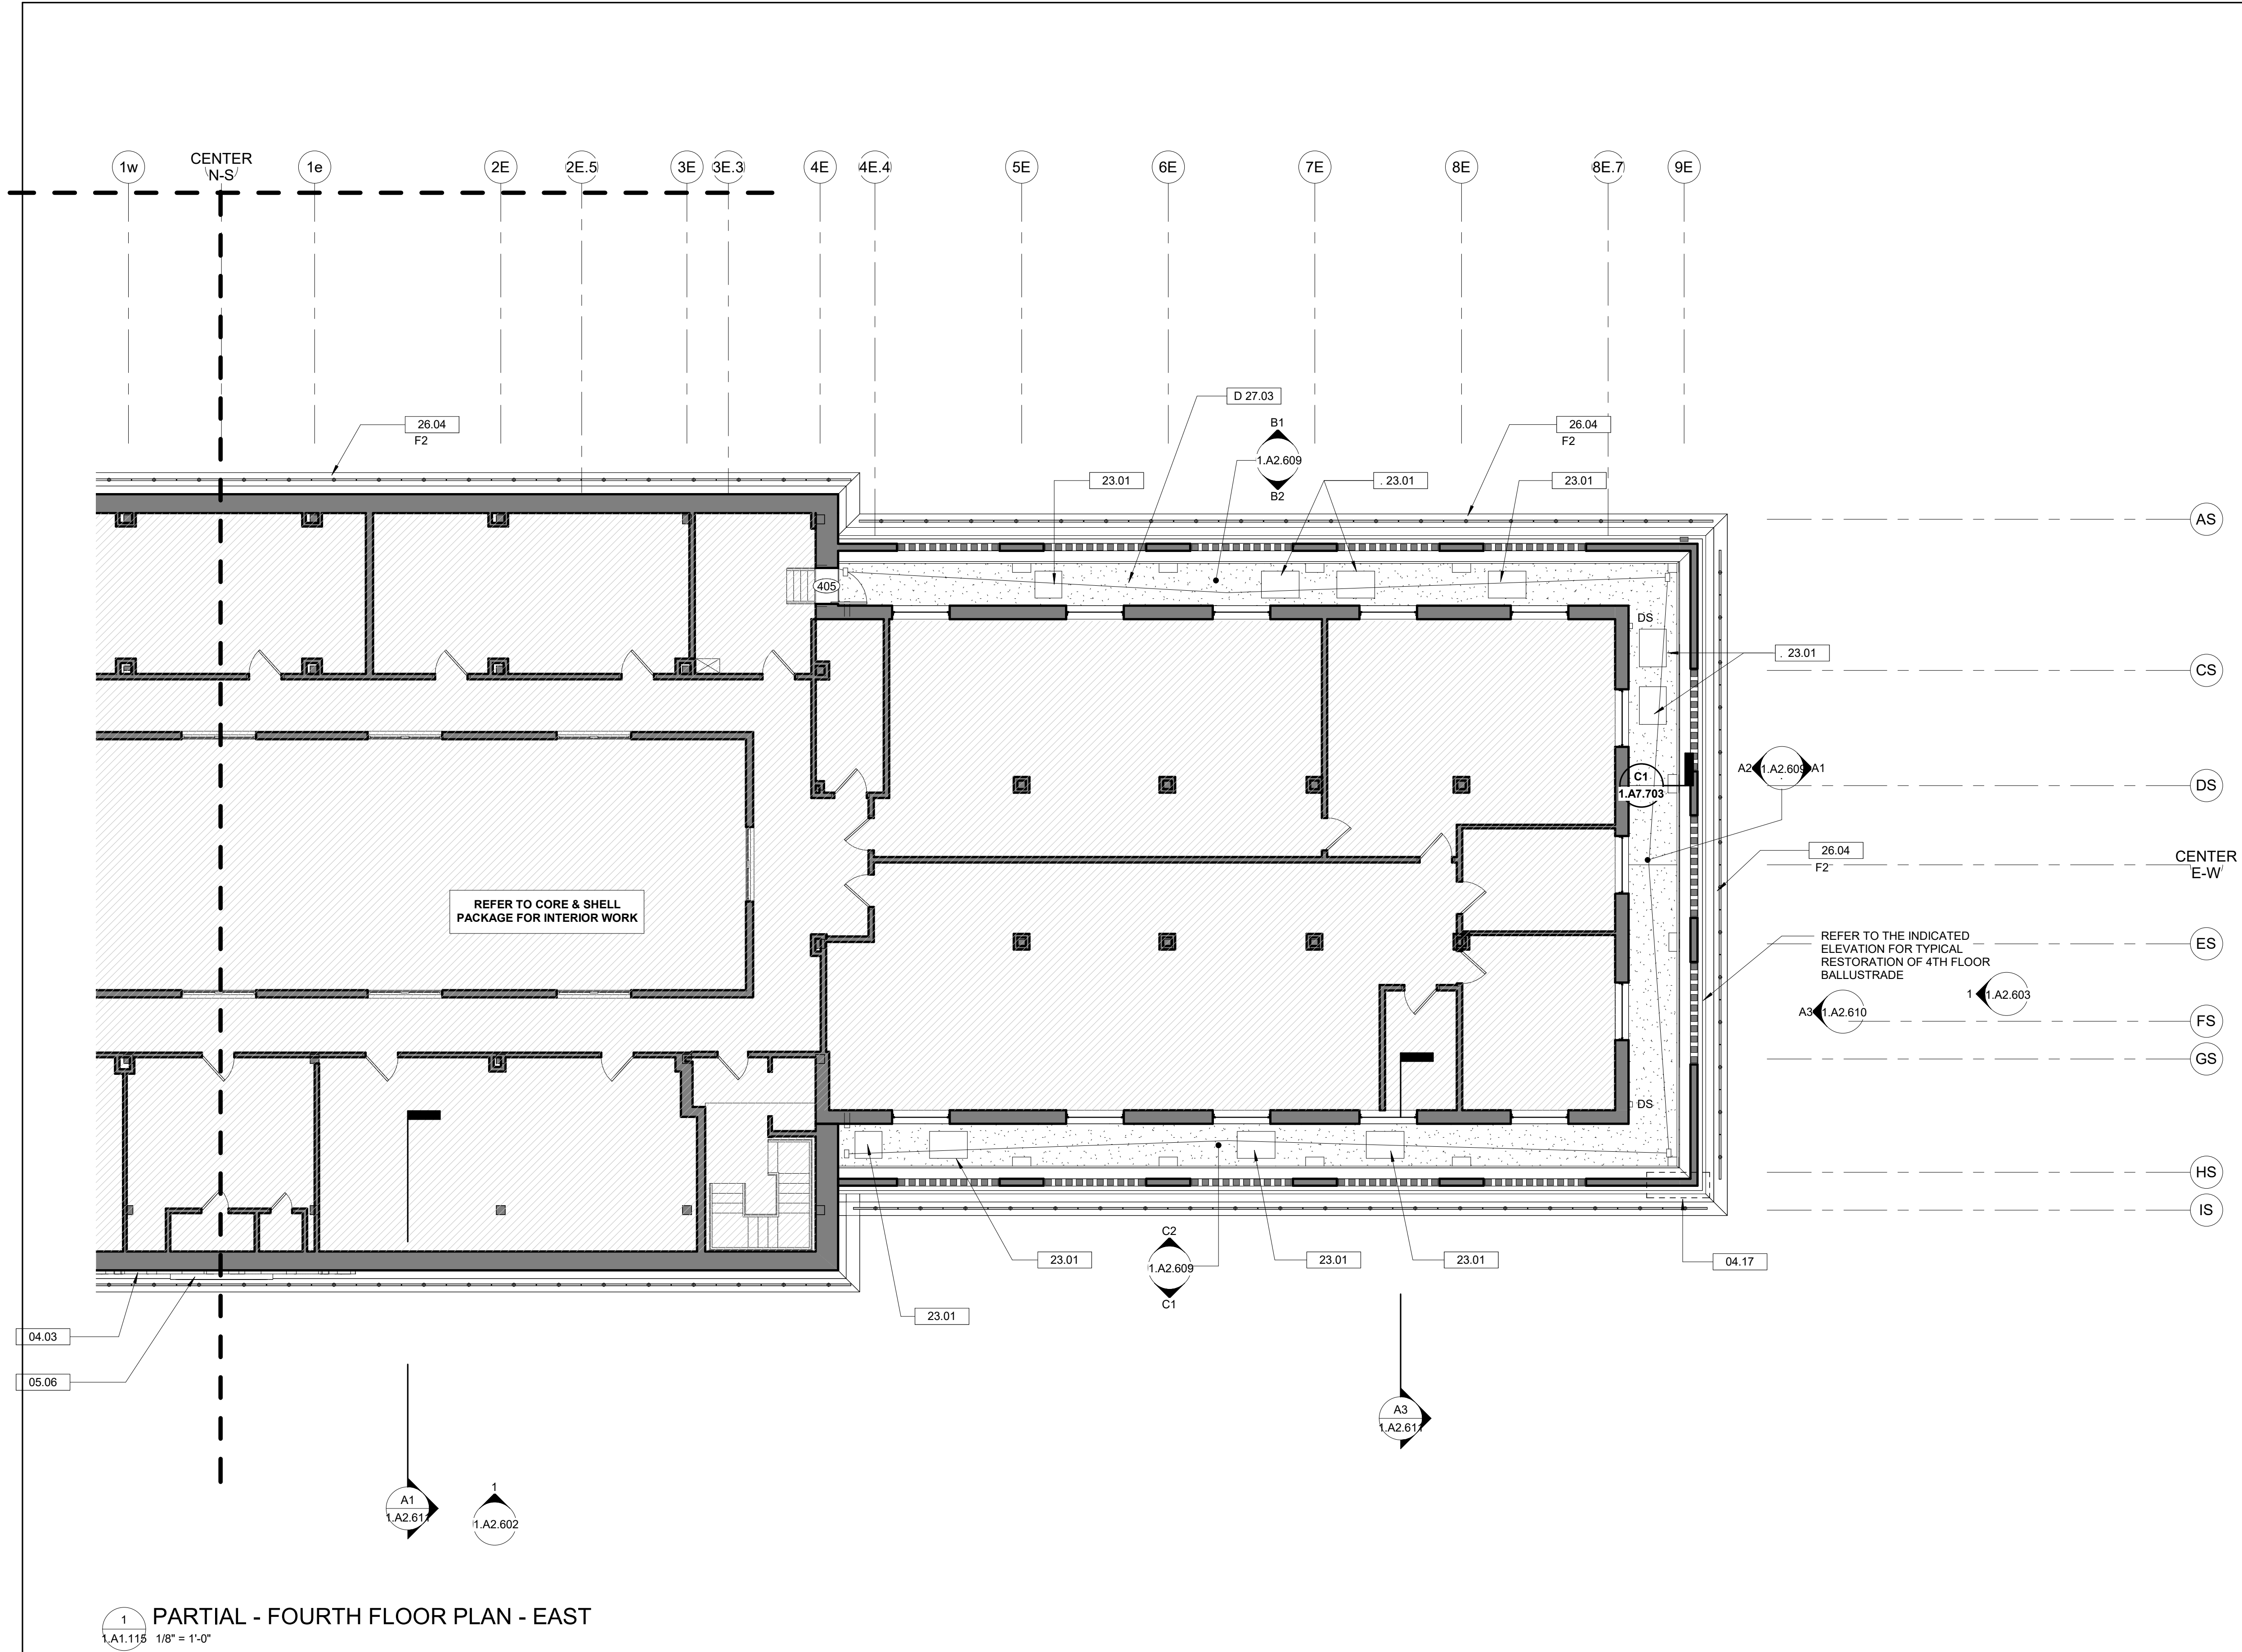 1w
CENTER
N-S
1e
2E
2E.5
3E
3E.3
4E
4E.4
5E
6E
7E
8E
8E.7
9E
D 27.03
26.04
F2
B1
1.A2.609
B2
26.04
F2
23.01
. 23.01
23.01
AS
405
DS
. 23.01
CS
A2
1.A2.609
A1
C1
1.A7.703
DS
26.04
F2
CENTER
E-W
REFER TO CORE & SHELL
PACKAGE FOR INTERIOR WORK
REFER TO THE INDICATED
ELEVATION FOR TYPICAL
RESTORATION OF 4TH FLOOR
BALLUSTRADE
ES
1
1.A2.603
A3
1.A2.610
FS
GS
DS
HS
IS
C2
1.A2.609
C1
23.01
23.01
23.01
04.17
23.01
04.03
05.06
A3
1.A2.611
A1
1.A2.611
1
1.A2.602
1
1.A1.115
PARTIAL - FOURTH FLOOR PLAN - EAST
1/8" = 1'-0"